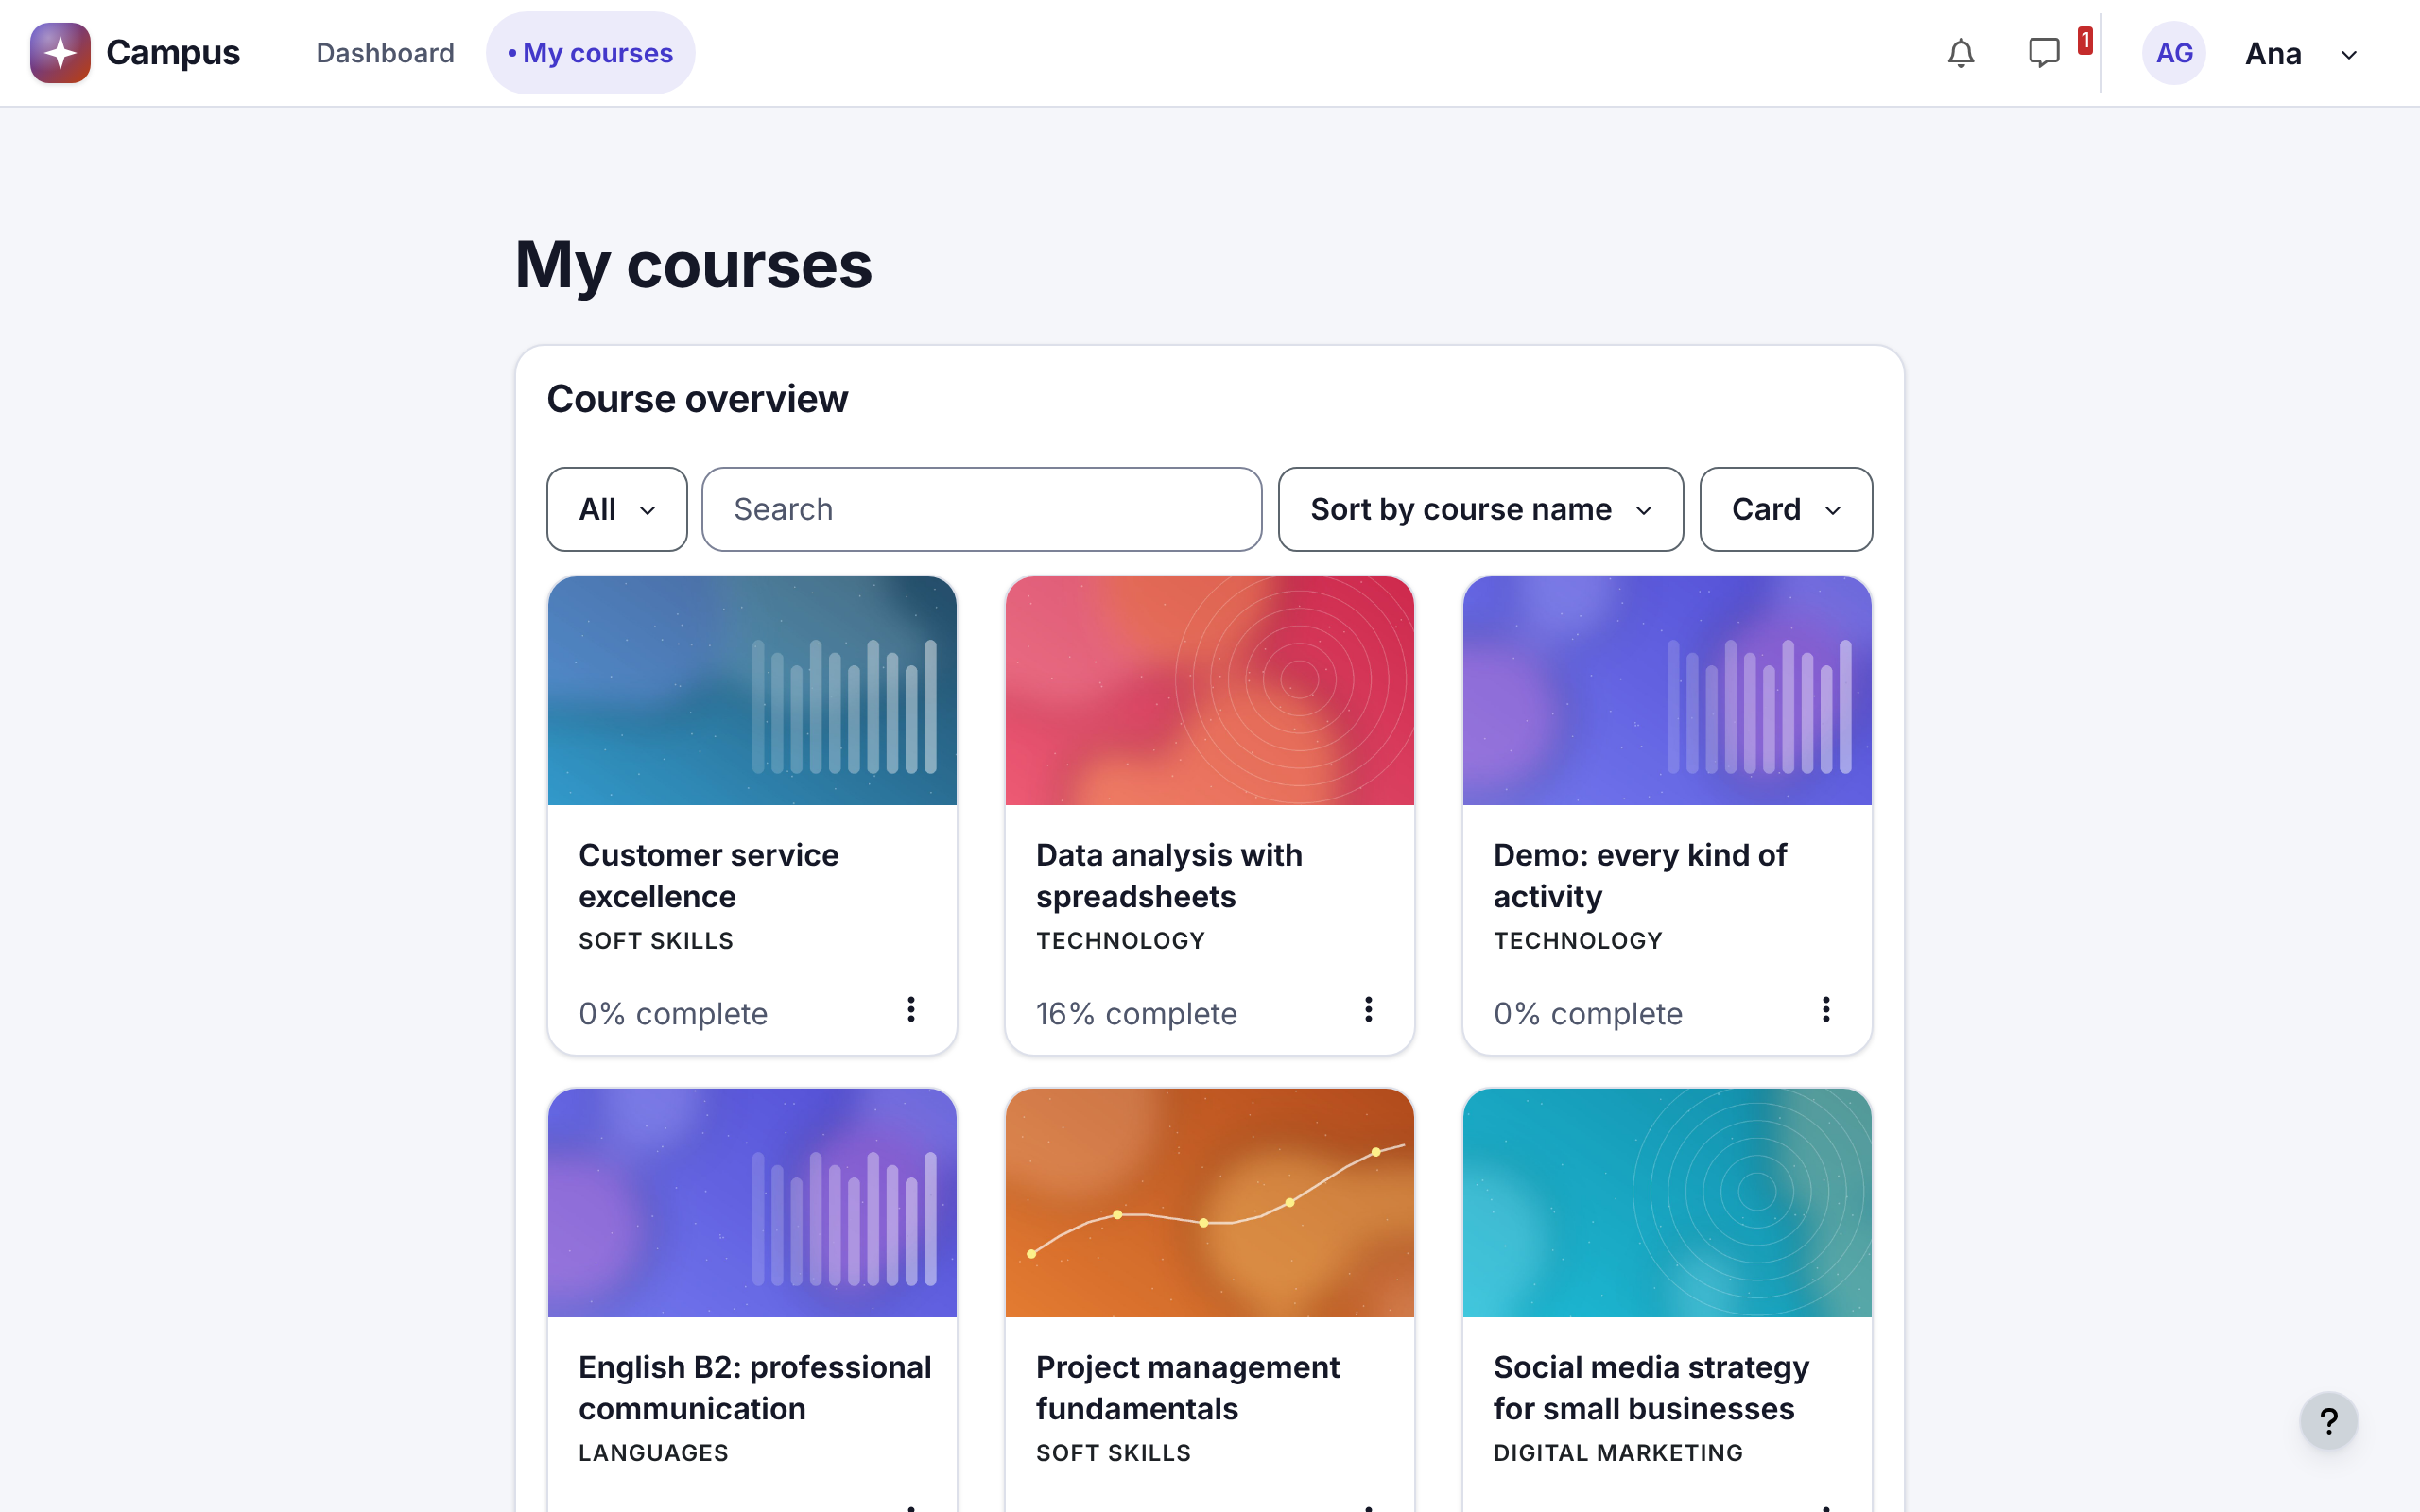 Campus
Dashboard
My courses
1
AG
Ana
My courses
Course overview
All
Search
Sort by course name
Card
Customer service
excellence
SOFT SKILLS
0% complete
Data analysis with
spreadsheets
TECHNOLOGY
16% complete
Demo: every kind of
activity
TECHNOLOGY
0% complete
English B2: professional
communication
LANGUAGES
Project management
fundamentals
SOFT SKILLS
Social media strategy
for small businesses
DIGITAL MARKETING
?